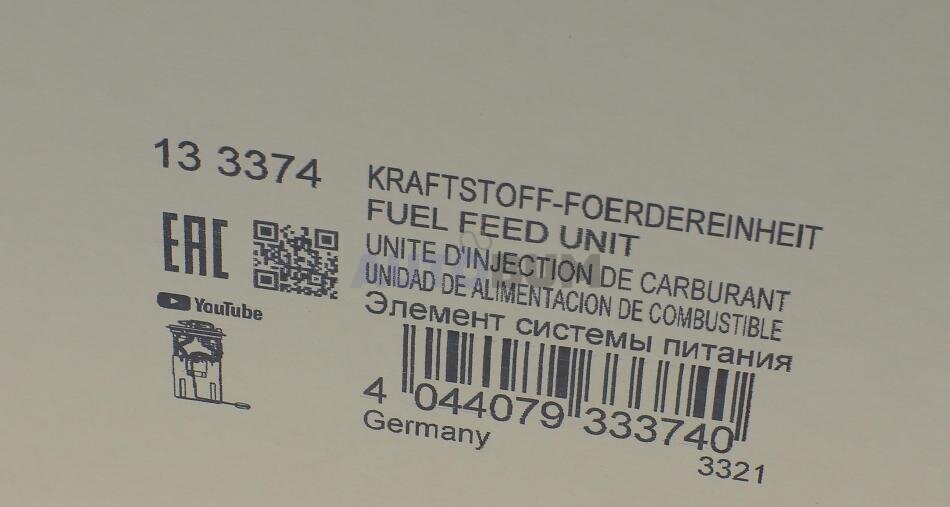 13 3374
KRAFTSTOFF-FOERDEREINHEIT
FUEL FEED UNIT
UNITE D'INJECTION DE CARBURANT
UNIDAD DE ALIMENTACION DE COMBUSTIBLE
Элемент системы питания
EAC
YouTube
AUTOBUM
4 044079 333740
Germany
3321